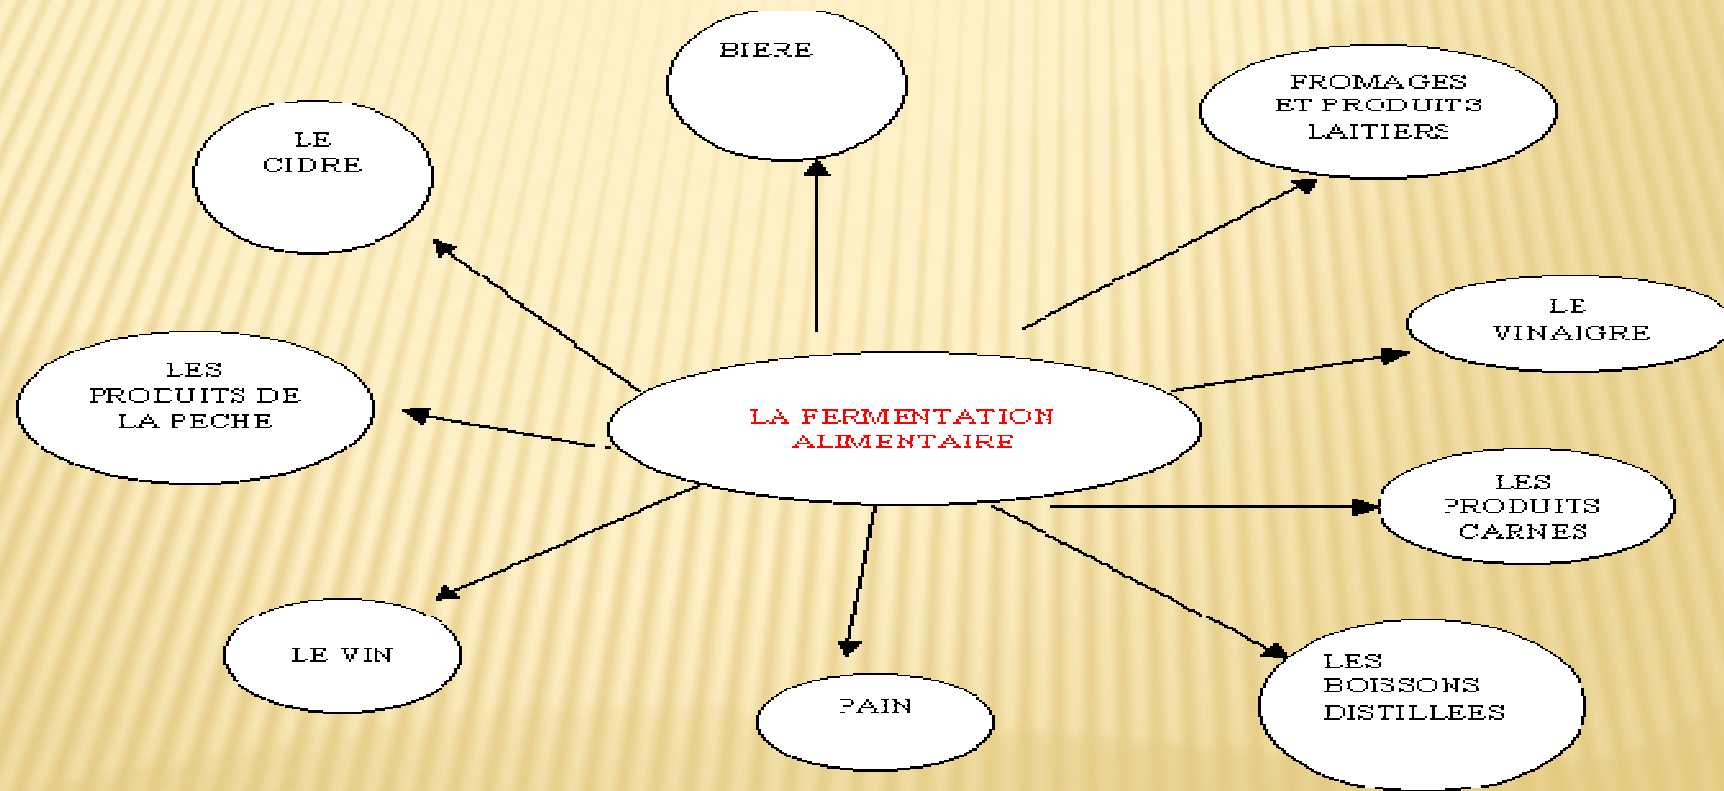 BIERE
FROMAGES
ET PRODUITS
LAITIERS
LE
CIDRE
LE
VINAIGRE
LES
PRODUITS DE
LA PECHE
LA FERMENTATION
ALIMENTAIRE
LES
PRODUITS
CARNES
LE VIN
PAIN
LES
BOISSONS
DISTILLEES